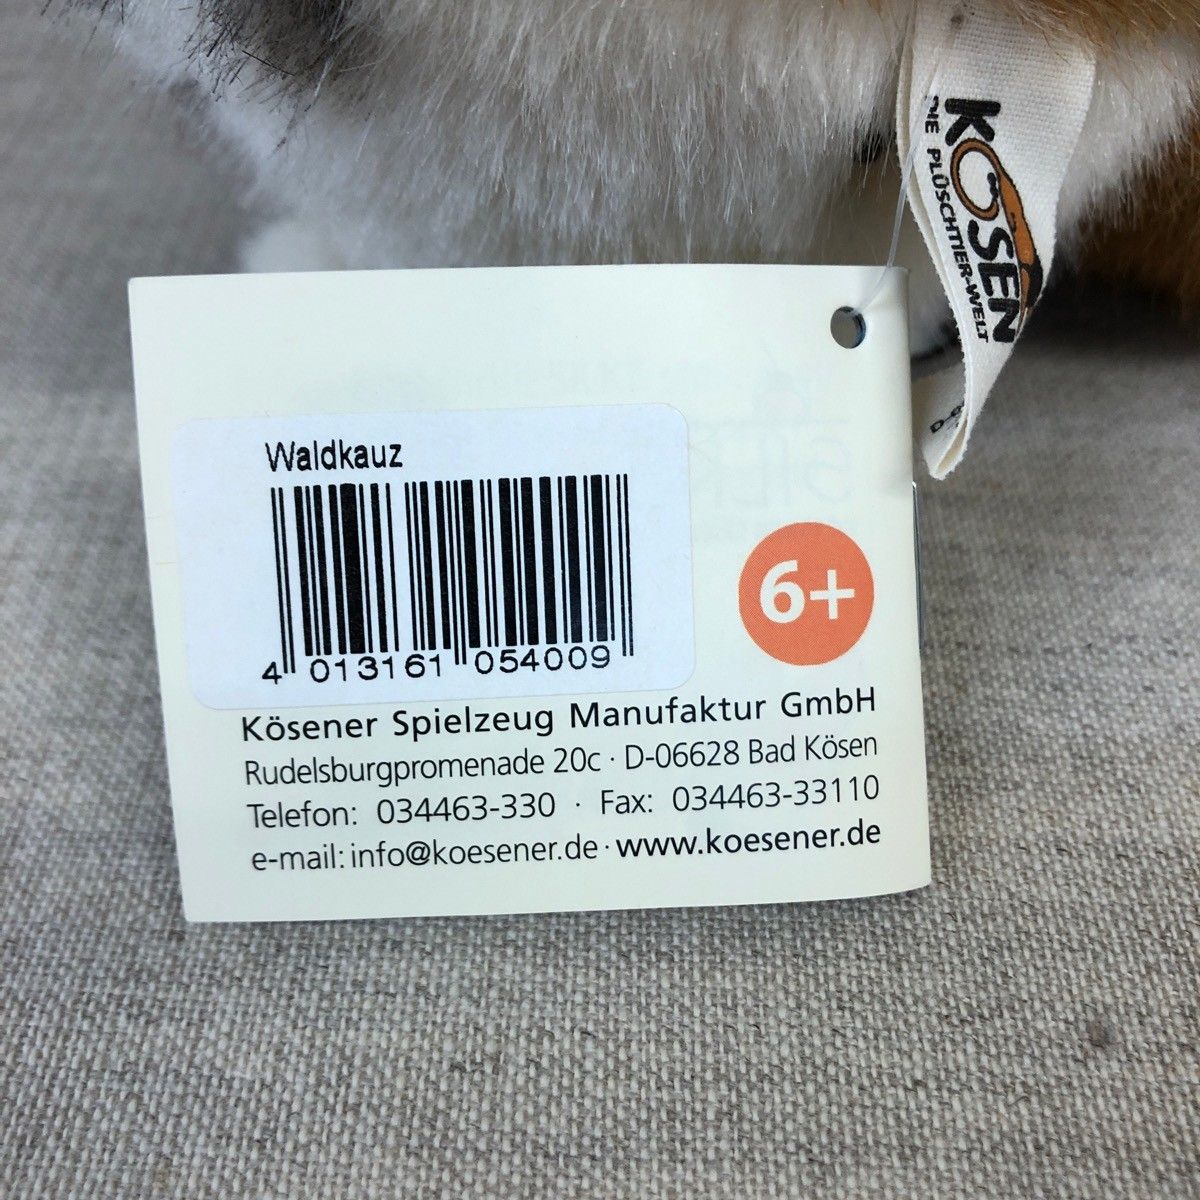 KÖSEN
DIE PLÜSCHTIER-WELT
Waldkauz
4 013161 054009
6+
Kösener Spielzeug Manufaktur GmbH
Rudelsburgpromenade 20c · D-06628 Bad Kösen
Telefon: 034463-330 · Fax: 034463-33110
e-mail: info@koesener.de · www.koesener.de